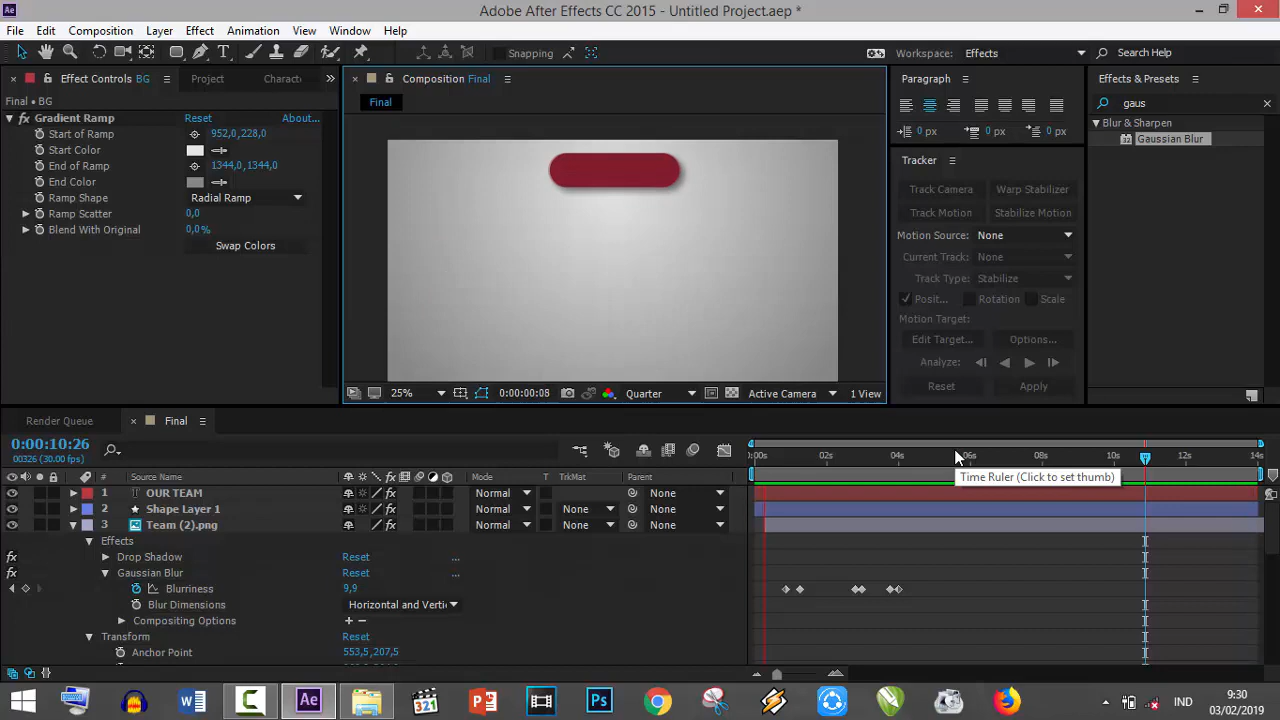 Adobe After Effects CC 2015 - Untitled Project.aep *
File Edit Composition Layer Effect Animation View Window Help
Snapping Workspace: Effects Search Help
Effect Controls BG Project Charact
Final • BG
Gradient Ramp Reset About...
Start of Ramp 952,0,228,0
Start Color
End of Ramp 1344,0,1344,0
End Color
Ramp Shape Radial Ramp
Ramp Scatter 0,0
Blend With Original 0,0%
Swap Colors
Composition Final
Final
25% 0:00:00:08 Quarter Active Camera 1 View
Paragraph
0 px 0 px 0 px
Tracker
Track Camera Warp Stabilizer
Track Motion Stabilize Motion
Motion Source: None
Current Track: None
Track Type: Stabilize
Posit... Rotation Scale
Motion Target:
Edit Target... Options...
Analyze:
Reset Apply
Effects & Presets
gaus
Blur & Sharpen
32 Gaussian Blur
Render Queue Final
0:00:10:26
00326 (30.00 fps)
:00s 02s 04s 06s 08s 10s 12s 14s
Time Ruler (Click to set thumb)
# Source Name Mode T TrkMat Parent
1 T OUR TEAM Normal None
2 Shape Layer 1 Normal None None
3 Team (2).png Normal None None
Effects
Drop Shadow Reset ...
Gaussian Blur Reset ...
Blurriness 9,9
Blur Dimensions Horizontal and Verti
Compositing Options + –
Transform Reset
Anchor Point 553,5,207,5
IND
9:30
03/02/2019